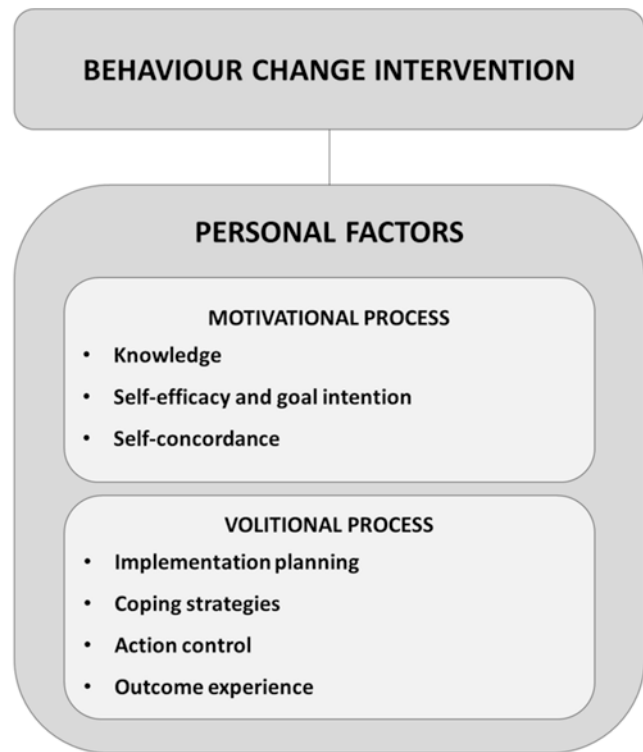 BEHAVIOUR CHANGE INTERVENTION
PERSONAL FACTORS
MOTIVATIONAL PROCESS
• Knowledge
• Self-efficacy and goal intention
• Self-concordance
VOLITIONAL PROCESS
• Implementation planning
• Coping strategies
• Action control
• Outcome experience